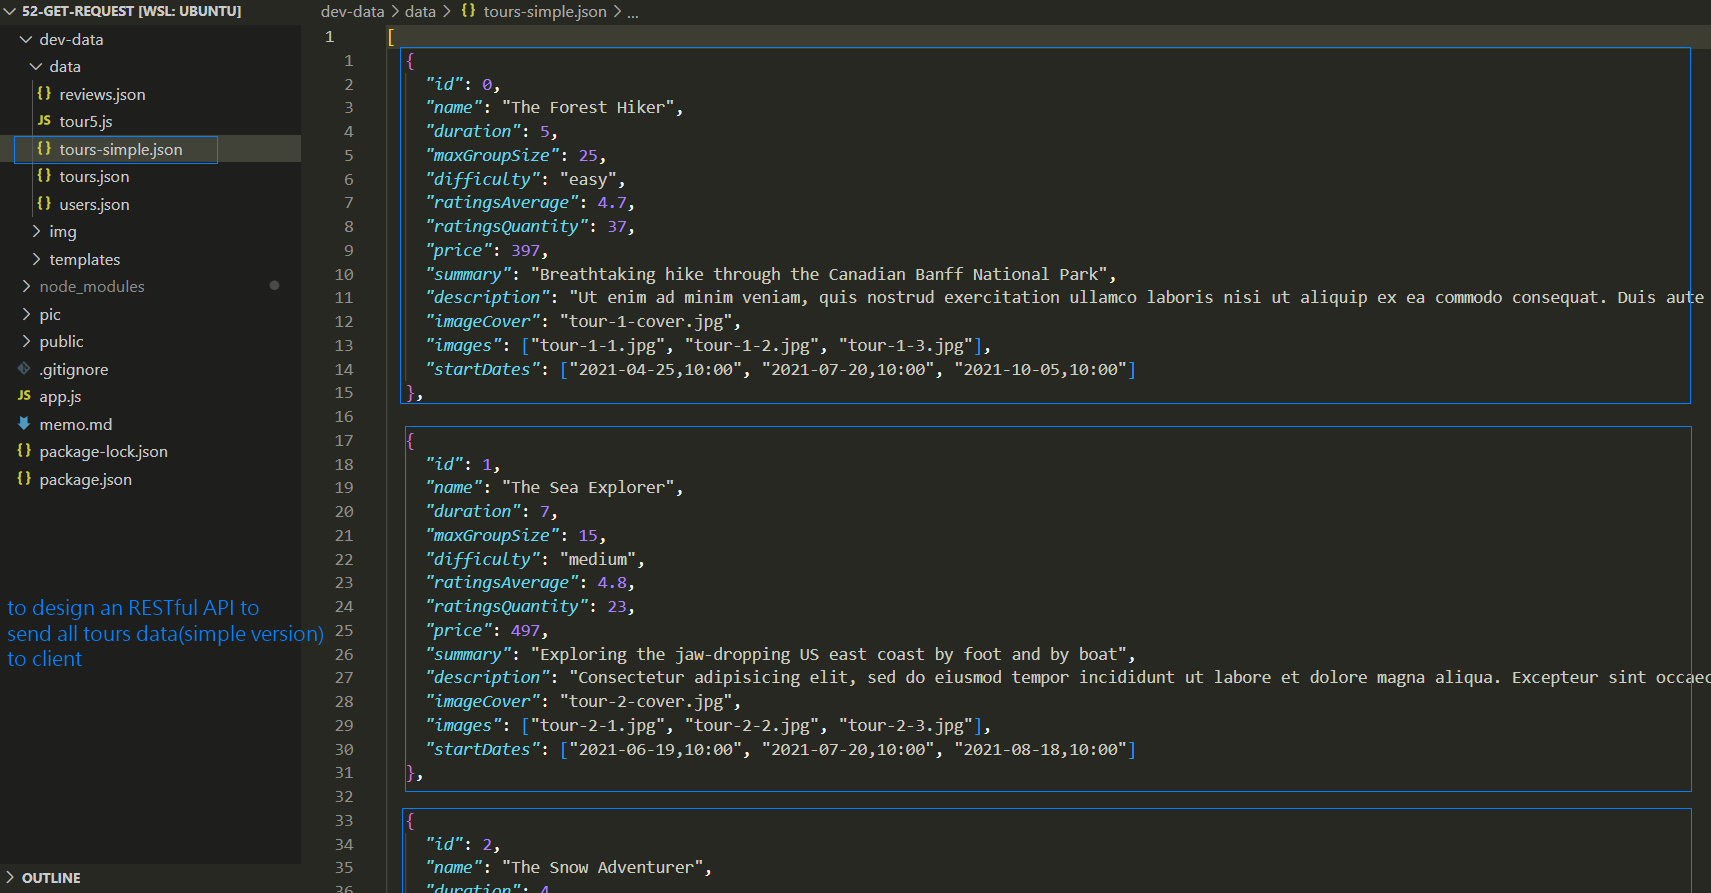 52-GET-REQUEST [WSL: UBUNTU]
dev-data
data
{} reviews.json
JS tour5.js
{} tours-simple.json
{} tours.json
{} users.json
img
templates
node_modules
pic
public
.gitignore
JS app.js
memo.md
{} package-lock.json
{} package.json
to design an RESTful API to
send all tours data(simple version)
to client
OUTLINE
dev-data > data > {} tours-simple.json > ...
1 [
1 {
2 "id": 0,
3 "name": "The Forest Hiker",
4 "duration": 5,
5 "maxGroupSize": 25,
6 "difficulty": "easy",
7 "ratingsAverage": 4.7,
8 "ratingsQuantity": 37,
9 "price": 397,
10 "summary": "Breathtaking hike through the Canadian Banff National Park",
11 "description": "Ut enim ad minim veniam, quis nostrud exercitation ullamco laboris nisi ut aliquip ex ea commodo consequat. Duis aute
12 "imageCover": "tour-1-cover.jpg",
13 "images": ["tour-1-1.jpg", "tour-1-2.jpg", "tour-1-3.jpg"],
14 "startDates": ["2021-04-25,10:00", "2021-07-20,10:00", "2021-10-05,10:00"]
15 },
16
17 {
18 "id": 1,
19 "name": "The Sea Explorer",
20 "duration": 7,
21 "maxGroupSize": 15,
22 "difficulty": "medium",
23 "ratingsAverage": 4.8,
24 "ratingsQuantity": 23,
25 "price": 497,
26 "summary": "Exploring the jaw-dropping US east coast by foot and by boat",
27 "description": "Consectetur adipisicing elit, sed do eiusmod tempor incididunt ut labore et dolore magna aliqua. Excepteur sint occaec
28 "imageCover": "tour-2-cover.jpg",
29 "images": ["tour-2-1.jpg", "tour-2-2.jpg", "tour-2-3.jpg"],
30 "startDates": ["2021-06-19,10:00", "2021-07-20,10:00", "2021-08-18,10:00"]
31 },
32
33 {
34 "id": 2,
35 "name": "The Snow Adventurer",
36 "duration": 4